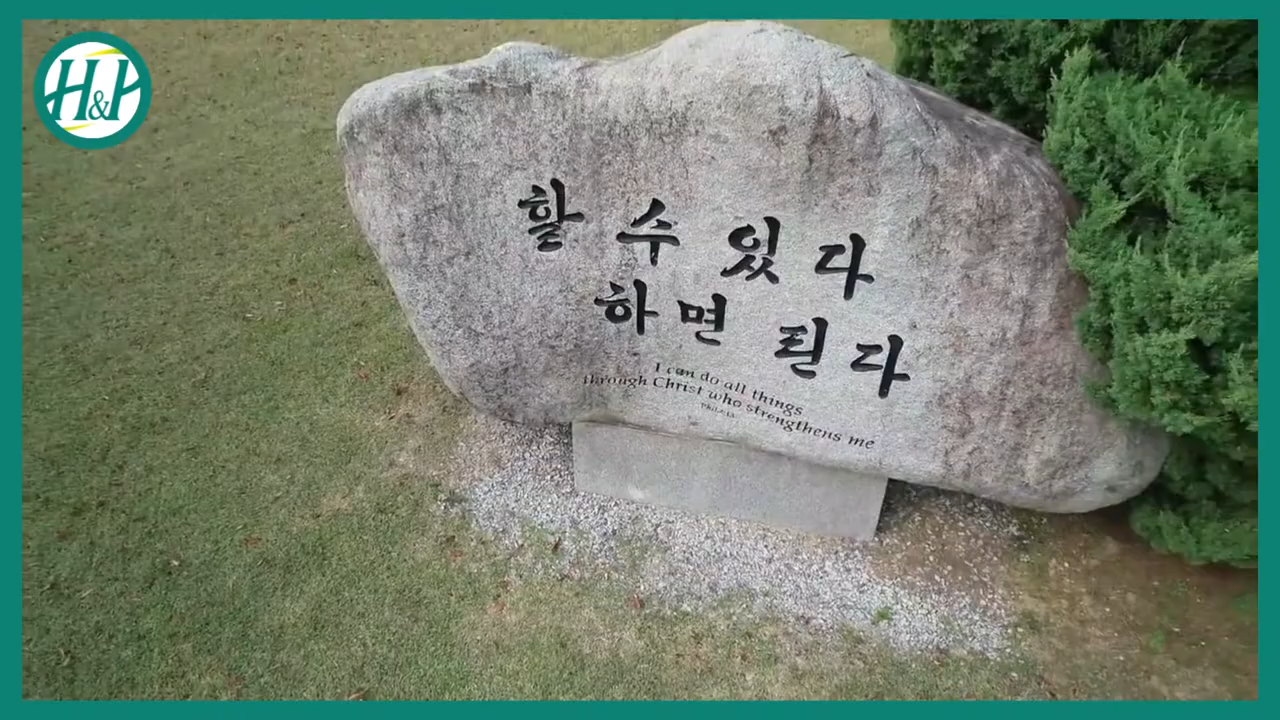 H&H
할 수 있다
하면 된다
I can do all things
through Christ who strengthens me